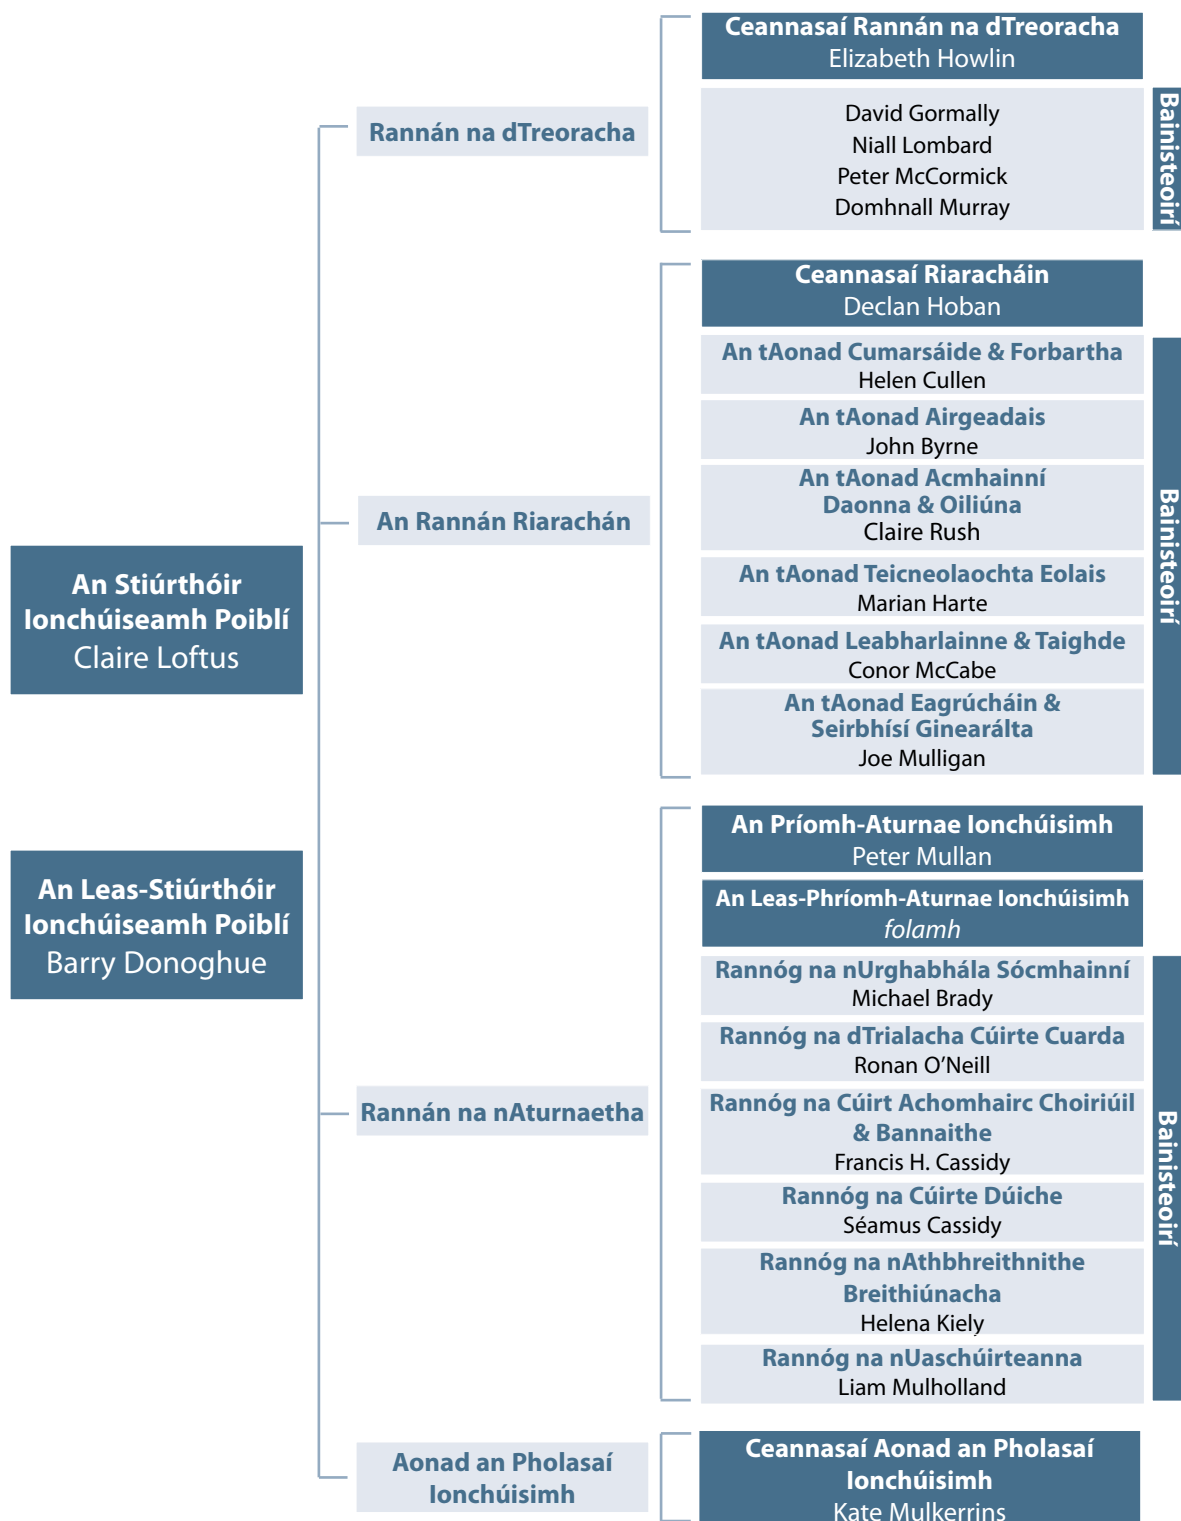 An Stiúrthóir
Ionchúiseamh Poiblí
Claire Loftus
An Leas-Stiúrthóir
Ionchúiseamh Poiblí
Barry Donoghue
Rannán na dTreoracha
Ceannasaí Rannán na dTreoracha
Elizabeth Howlin
David Gormally
Niall Lombard
Peter McCormick
Domhnall Murray
Bainisteoirí
An Rannán Riarachán
Ceannasaí Riaracháin
Declan Hoban
An tAonad Cumarsáide & Forbartha
Helen Cullen
An tAonad Airgeadais
John Byrne
An tAonad Acmhainní
Daonna & Oiliúna
Claire Rush
An tAonad Teicneolaochta Eolais
Marian Harte
An tAonad Leabharlainne & Taighde
Conor McCabe
An tAonad Eagrúcháin &
Seirbhísí Ginearálta
Joe Mulligan
Bainisteoirí
Rannán na nAturnaetha
An Príomh-Aturnae Ionchúisimh
Peter Mullan
An Leas-Phríomh-Aturnae Ionchúisimh
folamh
Rannóg na nUrghabhála Sócmhainní
Michael Brady
Rannóg na dTrialacha Cúirte Cuarda
Ronan O’Neill
Rannóg na Cúirt Achomhairc Choiriúil
& Bannaithe
Francis H. Cassidy
Rannóg na Cúirte Dúiche
Séamus Cassidy
Rannóg na nAthbhreithnithe
Breithiúnacha
Helena Kiely
Rannóg na nUaschúirteanna
Liam Mulholland
Bainisteoirí
Aonad an Pholasaí
Ionchúisimh
Ceannasaí Aonad an Pholasaí
Ionchúisimh
Kate Mulkerrins